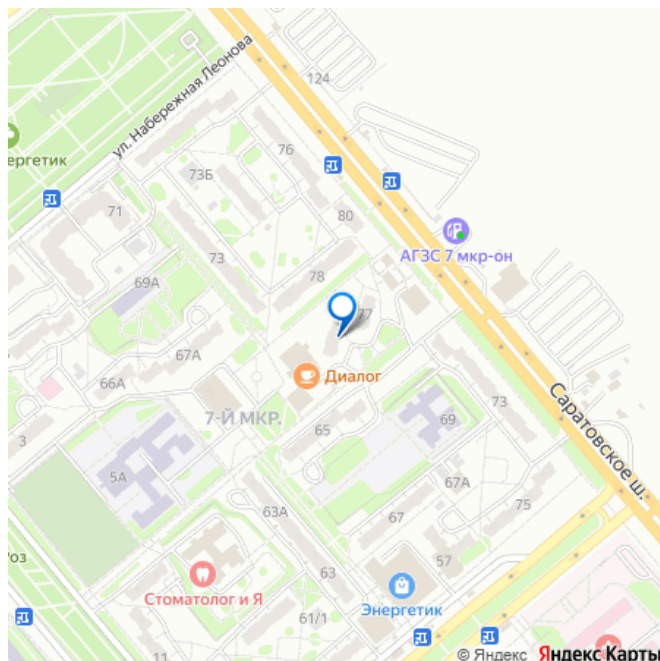 ул. Набережная Леонова
124
ергетик
76
73Б
71
80
АГЗС 7 мкр-он
73
69А
78
77
67А
Диалог
66А
7-Й МКР.
Саратовское ш.
73
69
65
3
5А
67А
63А
75
67
57
Роз
63
Стоматолог и Я
Энергетик
61/1
11
© Яндекс Яндекс Карты